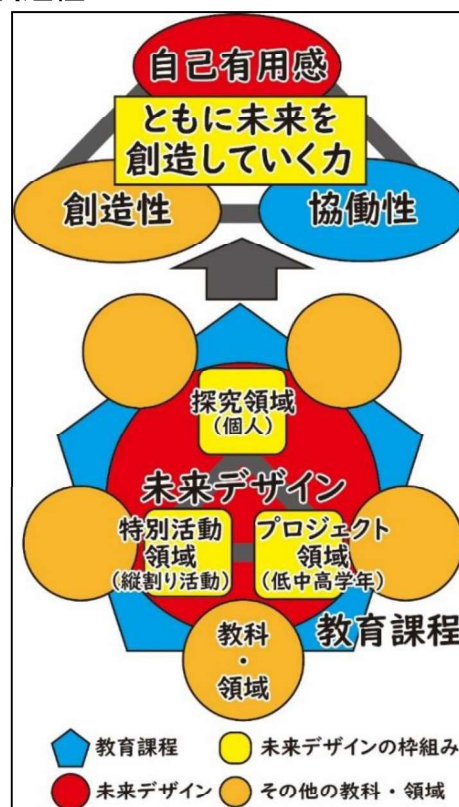 自己有用感
ともに未来を
創造していく力
創造性
協働性
探究領域
(個人)
未来デザイン
特別活動
領域
(縦割り活動)
プロジェクト
領域
(低中高学年)
教育課程
教科
・
領域
教育課程
未来デザインの枠組み
未来デザイン
その他の教科・領域